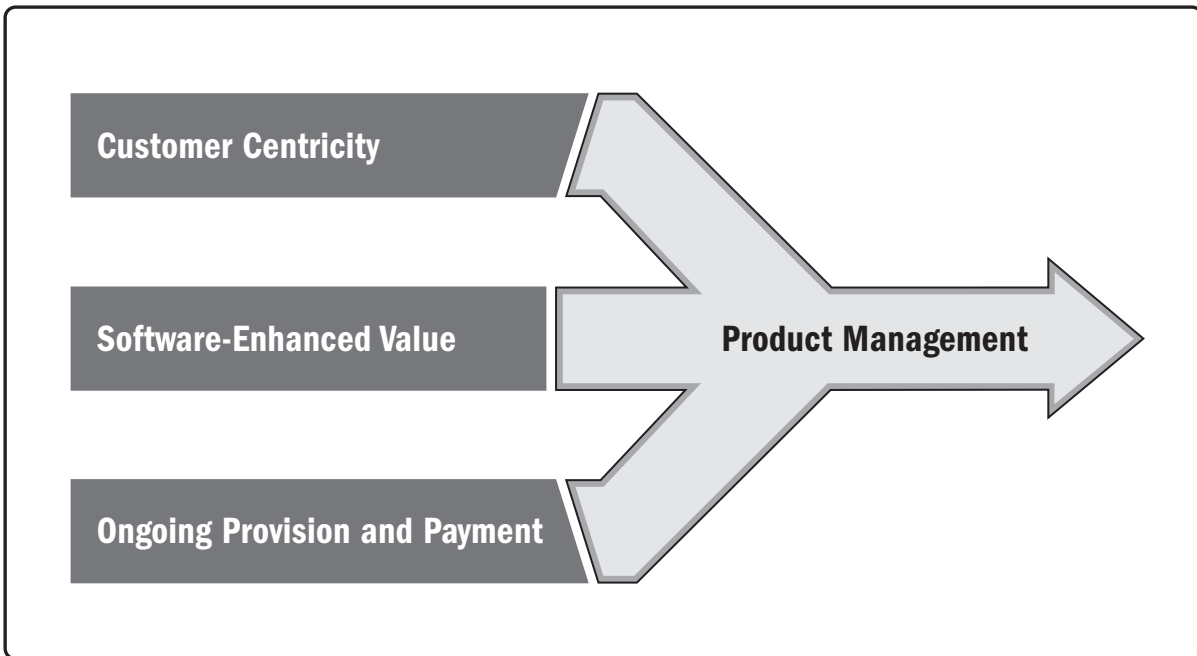 Customer Centricity
Software-Enhanced Value
Product Management
Ongoing Provision and Payment